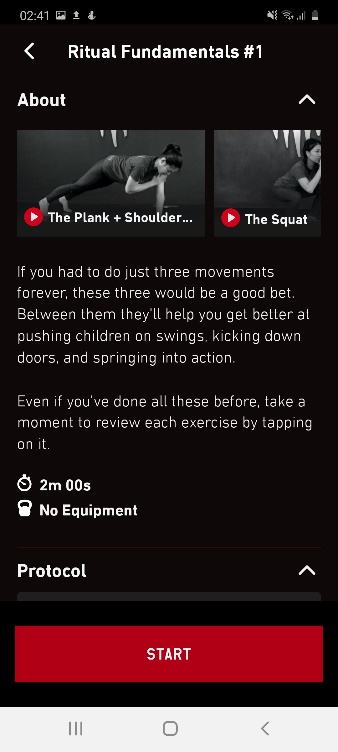 02:41
Ritual Fundamentals #1
About
The Plank + Shoulder...
The Squat
If you had to do just three movements
forever, these three would be a good bet.
Between them they'll help you get better at
pushing children on swings, kicking down
doors, and springing into action.
Even if you've done all these before, take a
moment to review each exercise by tapping
on it.
2m 00s
No Equipment
Protocol
START